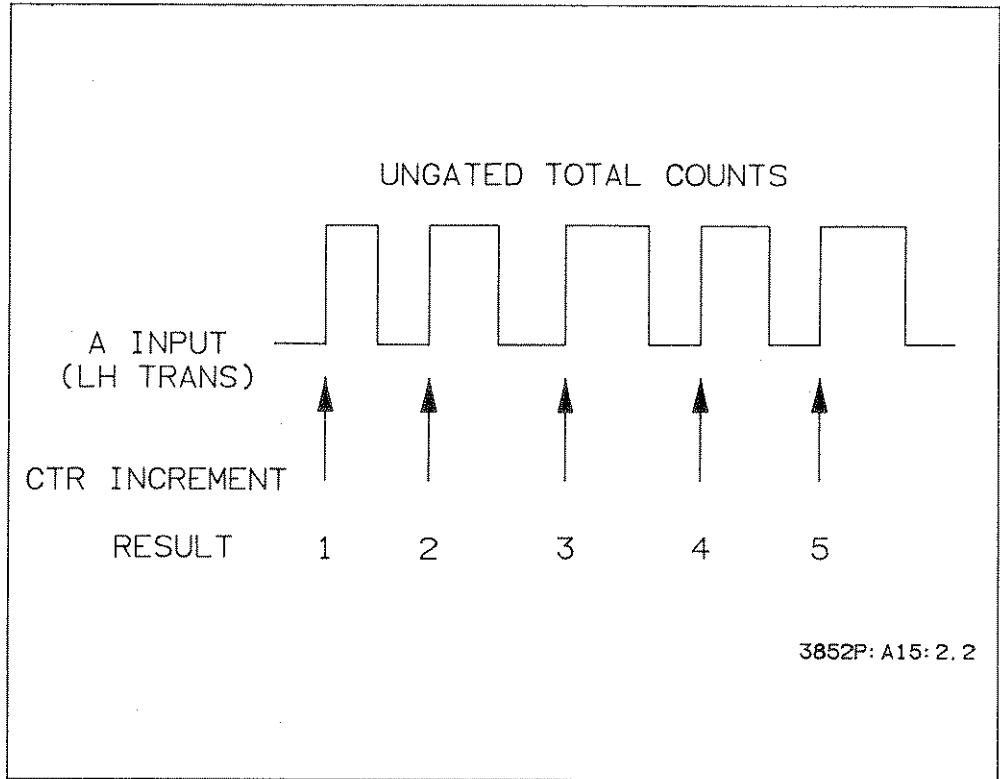 UNGATED TOTAL COUNTS
A INPUT
(LH TRANS)
CTR INCREMENT
RESULT 1 2 3 4 5
3852P: A15: 2. 2